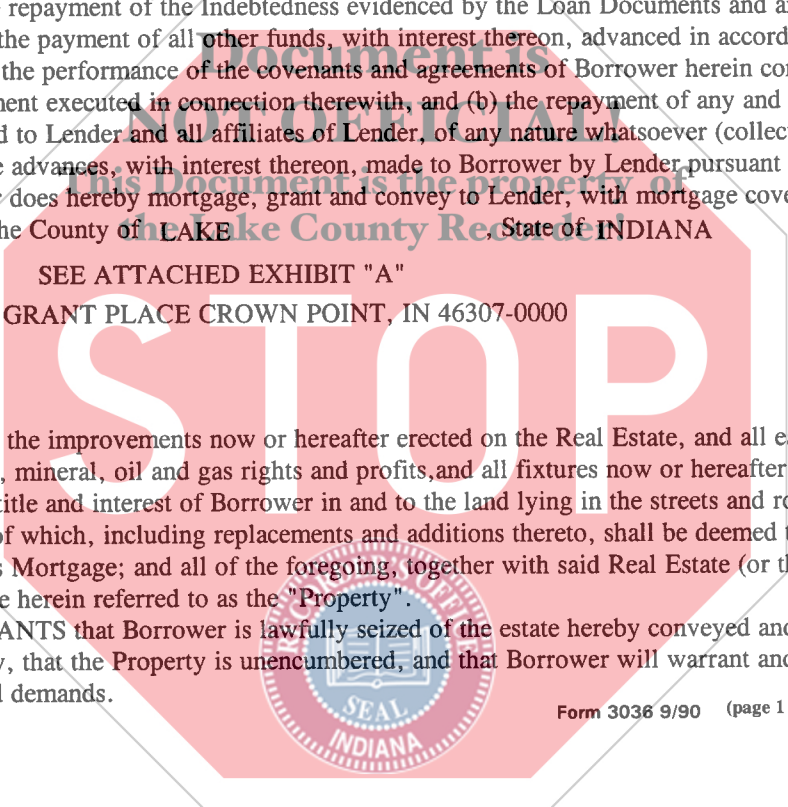 repayment of the Indebtedness evidenced by the Loan Documents and
the payment of all other funds, with interest thereon, advanced in accord
Document is
the performance of the covenants and agreements of Borrower herein
ment executed in connection therewith, and (b) the repayment of any and
NOT OFFICIAL!
d to Lender and all affiliates of Lender, of any nature whatsoever (collec
advances, with interest thereon, made to Borrower by Lender pursuant
This Document is the property of
does hereby mortgage, grant and convey to Lender, with mortgage cove
the Lake County Recorder!
he County of LAKE , State of INDIANA
SEE ATTACHED EXHIBIT "A"
GRANT PLACE CROWN POINT, IN 46307-0000
STOP
the improvements now or hereafter erected on the Real Estate, and all
, mineral, oil and gas rights and profits,and all fixtures now or hereafter
title and interest of Borrower in and to the land lying in the streets and
of which, including replacements and additions thereto, shall be deemed
s Mortgage; and all of the foregoing, together with said Real Estate (or
e herein referred to as the "Property".
ANTS that Borrower is lawfully seized of the estate hereby conveyed and
, that the Property is unencumbered, and that Borrower will warrant and
demands.
SEAL
INDIANA
Form 3036 9/90 (page 1